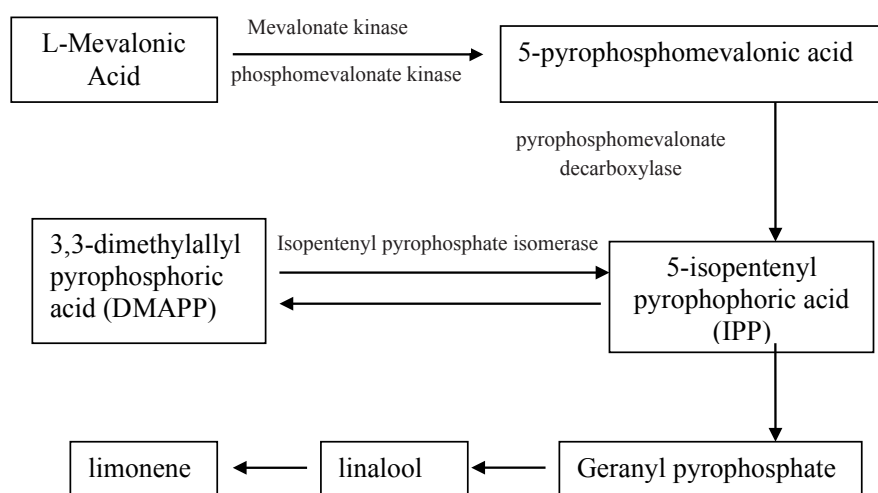 L-Mevalonic
Acid
Mevalonate kinase
phosphomevalonate kinase
5-pyrophosphomevalonic acid
pyrophosphomevalonate
decarboxylase
3,3-dimethylallyl
pyrophosphoric
acid (DMAPP)
Isopentenyl pyrophosphate isomerase
5-isopentenyl
pyrophophoric acid
(IPP)
limonene
linalool
Geranyl pyrophosphate